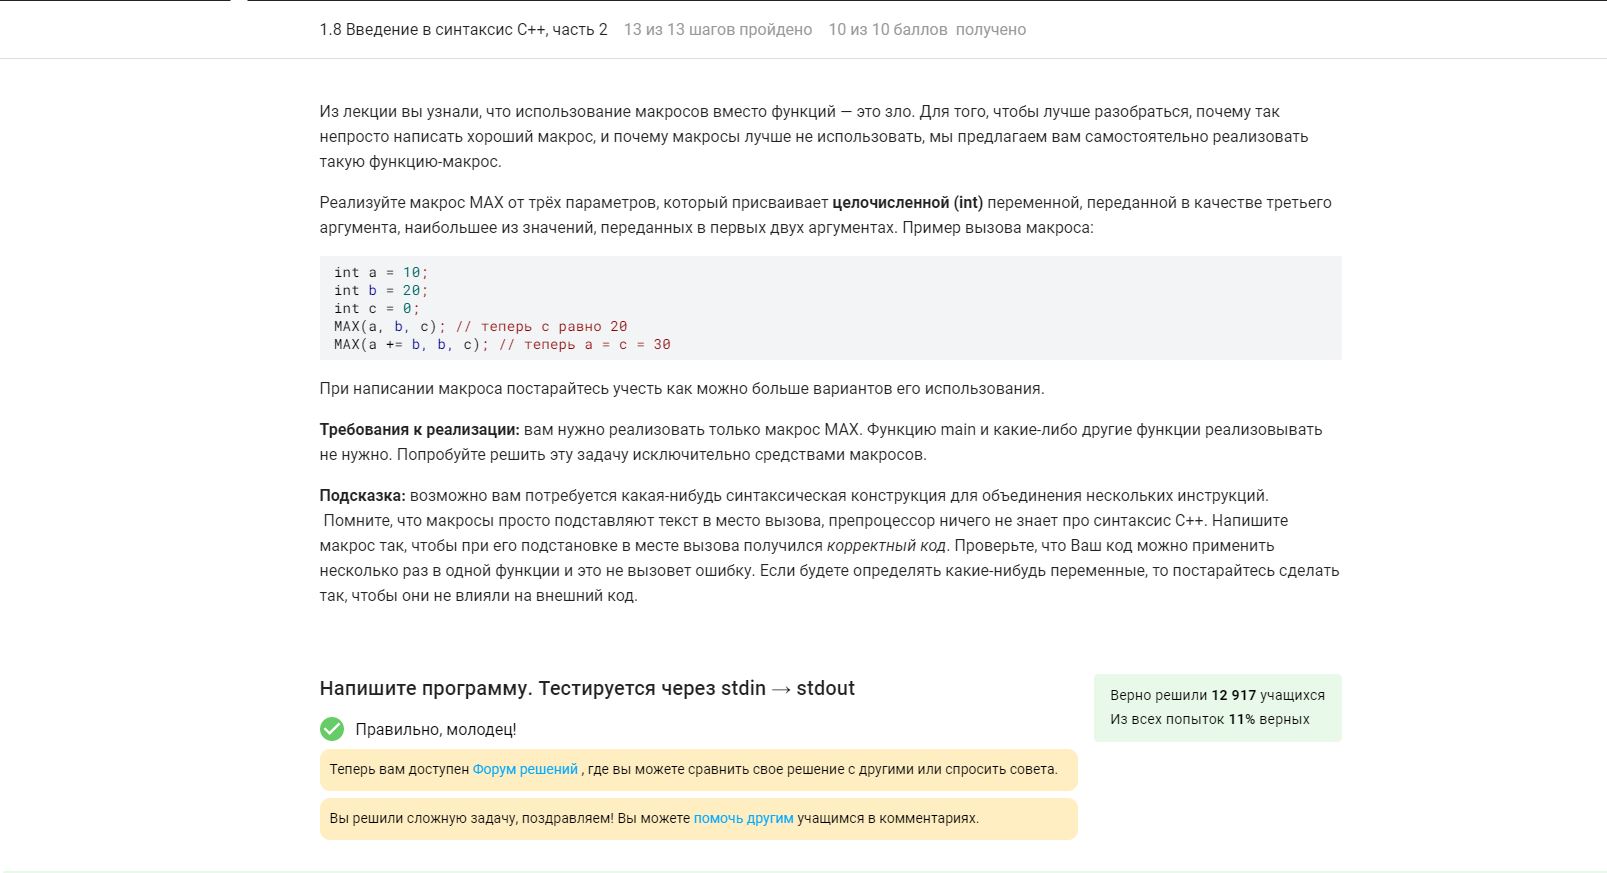 1.8 Введение в синтаксис C++, часть 2 13 из 13 шагов пройдено 10 из 10 баллов получено
Из лекции вы узнали, что использование макросов вместо функций — это зло. Для того, чтобы лучше разобраться, почему так
непросто написать хороший макрос, и почему макросы лучше не использовать, мы предлагаем вам самостоятельно реализовать
такую функцию-макрос.
Реализуйте макрос MAX от трёх параметров, который присваивает целочисленной (int) переменной, переданной в качестве третьего
аргумента, наибольшее из значений, переданных в первых двух аргументах. Пример вызова макроса:
int a = 10;
int b = 20;
int c = 0;
MAX(a, b, c); // теперь c равно 20
MAX(a += b, b, c); // теперь a = c = 30
При написании макроса постарайтесь учесть как можно больше вариантов его использования.
Требования к реализации: вам нужно реализовать только макрос MAX. Функцию main и какие-либо другие функции реализовывать
не нужно. Попробуйте решить эту задачу исключительно средствами макросов.
Подсказка: возможно вам потребуется какая-нибудь синтаксическая конструкция для объединения нескольких инструкций.
Помните, что макросы просто подставляют текст в место вызова, препроцессор ничего не знает про синтаксис C++. Напишите
макрос так, чтобы при его подстановке в месте вызова получился корректный код. Проверьте, что Ваш код можно применить
несколько раз в одной функции и это не вызовет ошибку. Если будете определять какие-нибудь переменные, то постарайтесь сделать
так, чтобы они не влияли на внешний код.
Напишите программу. Тестируется через stdin → stdout
Верно решили 12 917 учащихся
Из всех попыток 11% верных
Правильно, молодец!
Теперь вам доступен Форум решений , где вы можете сравнить свое решение с другими или спросить совета.
Вы решили сложную задачу, поздравляем! Вы можете помочь другим учащимся в комментариях.